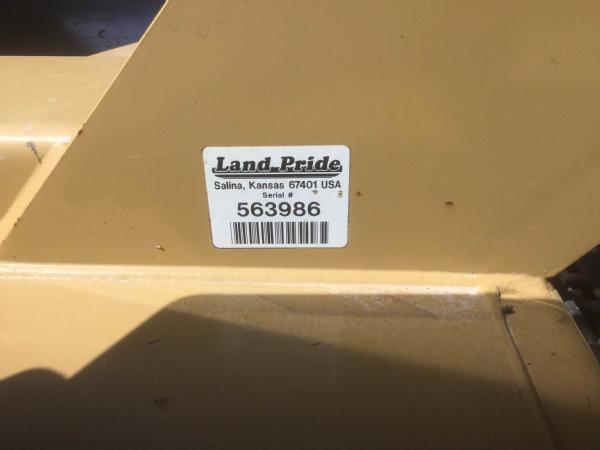 Land Pride
Salina, Kansas 67401 USA
Serial #
563986